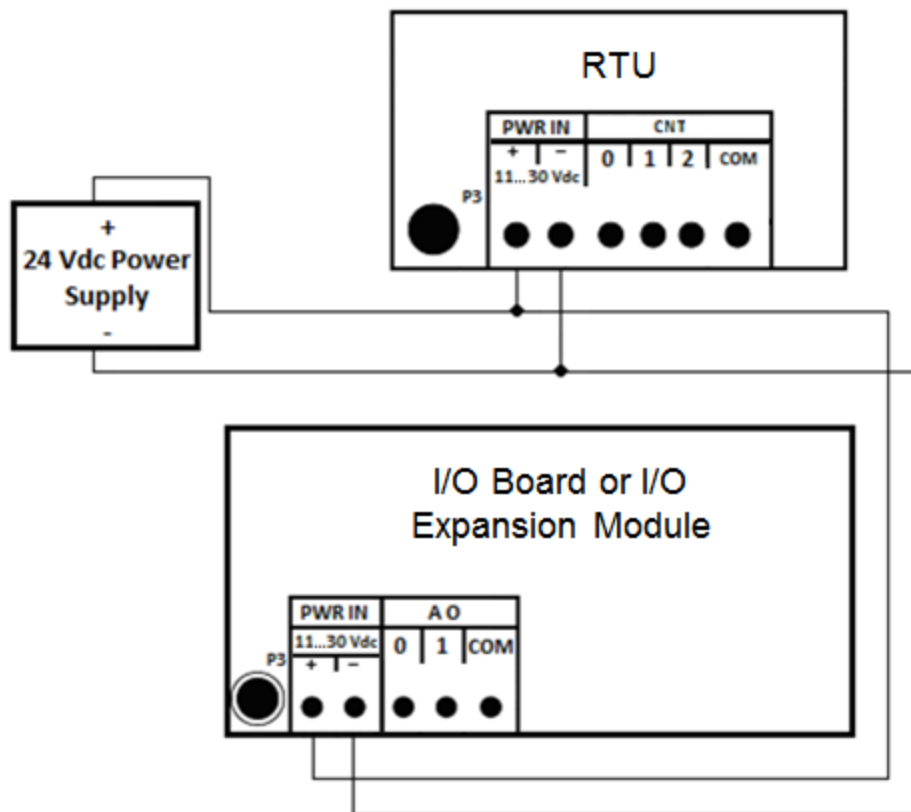 RTU
PWR IN CNT
+ − 0 1 2 COM
11...30 Vdc
P3
+
24 Vdc Power
Supply
-
I/O Board or I/O
Expansion Module
PWR IN A O
11...30 Vdc 0 1 COM
P3 + −